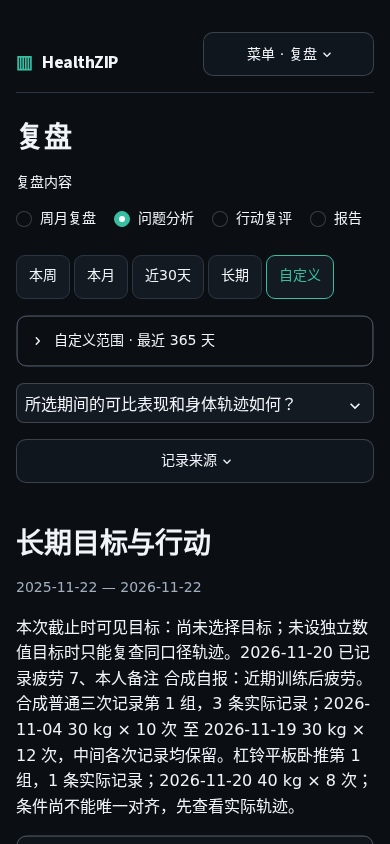 HealthZIP
菜单 · 复盘
复盘
复盘内容
周月复盘 问题分析 行动复评 报告
本周 本月 近30天 长期 自定义
自定义范围 · 最近 365 天
所选期间的可比表现和身体轨迹如何？
记录来源
长期目标与行动
2025-11-22 — 2026-11-22
本次截止时可见目标：尚未选择目标；未设独立数
值目标时只能复查同口径轨迹。2026-11-20 已记
录疲劳 7、本人备注 合成自报：近期训练后疲劳。
合成普通三次记录第 1 组，3 条实际记录；2026-
11-04 30 kg × 10 次 至 2026-11-19 30 kg ×
12 次，中间各次记录均保留。杠铃平板卧推第 1
组，1 条实际记录；2026-11-20 40 kg × 8 次；
条件尚不能唯一对齐，先查看实际轨迹。